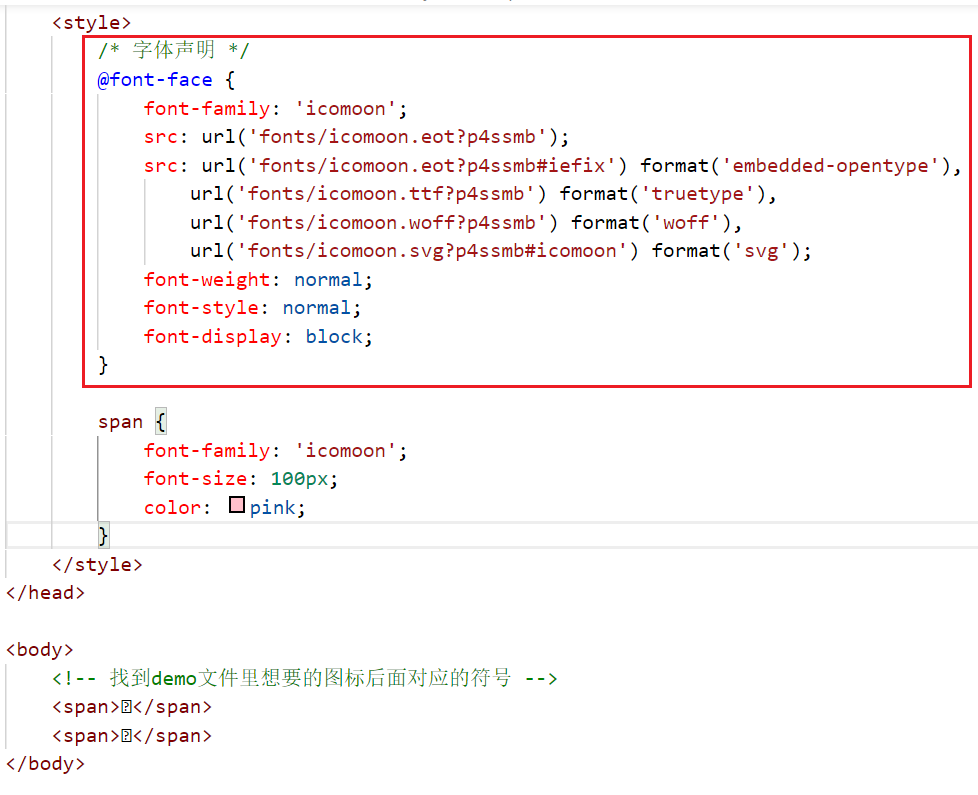 <style>
/* 字体声明 */
@font-face {
font-family: 'icomoon';
src: url('fonts/icomoon.eot?p4ssmb');
src: url('fonts/icomoon.eot?p4ssmb#iefix') format('embedded-opentype'),
url('fonts/icomoon.ttf?p4ssmb') format('truetype'),
url('fonts/icomoon.woff?p4ssmb') format('woff'),
url('fonts/icomoon.svg?p4ssmb#icomoon') format('svg');
font-weight: normal;
font-style: normal;
font-display: block;
}
span {
font-family: 'icomoon';
font-size: 100px;
color: pink;
}
</style>
</head>
<body>
<!-- 找到demo文件里想要的图标后面对应的符号 -->
<span></span>
<span></span>
</body>